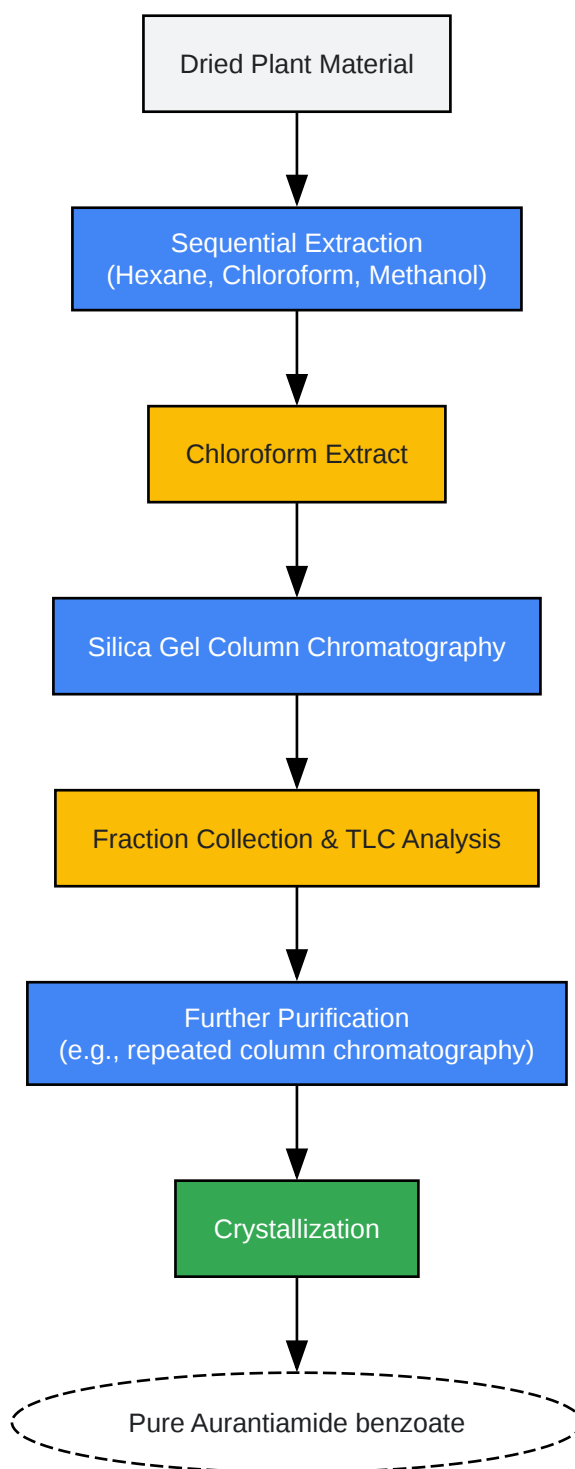 Dried Plant Material
Sequential Extraction
(Hexane, Chloroform, Methanol)
Chloroform Extract
Silica Gel Column Chromatography
Fraction Collection & TLC Analysis
Further Purification
(e.g., repeated column chromatography)
Crystallization
Pure Aurantiamide benzoate